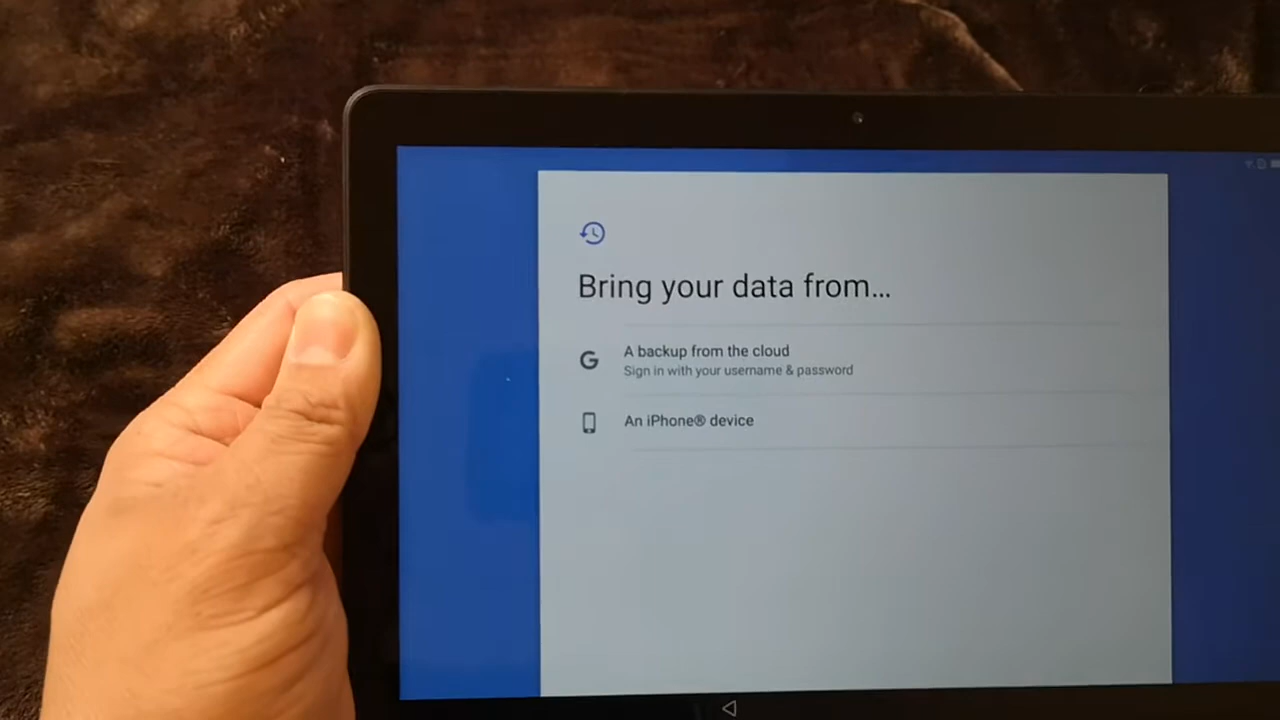 Bring your data from...
A backup from the cloud
Sign in with your username & password
An iPhone® device